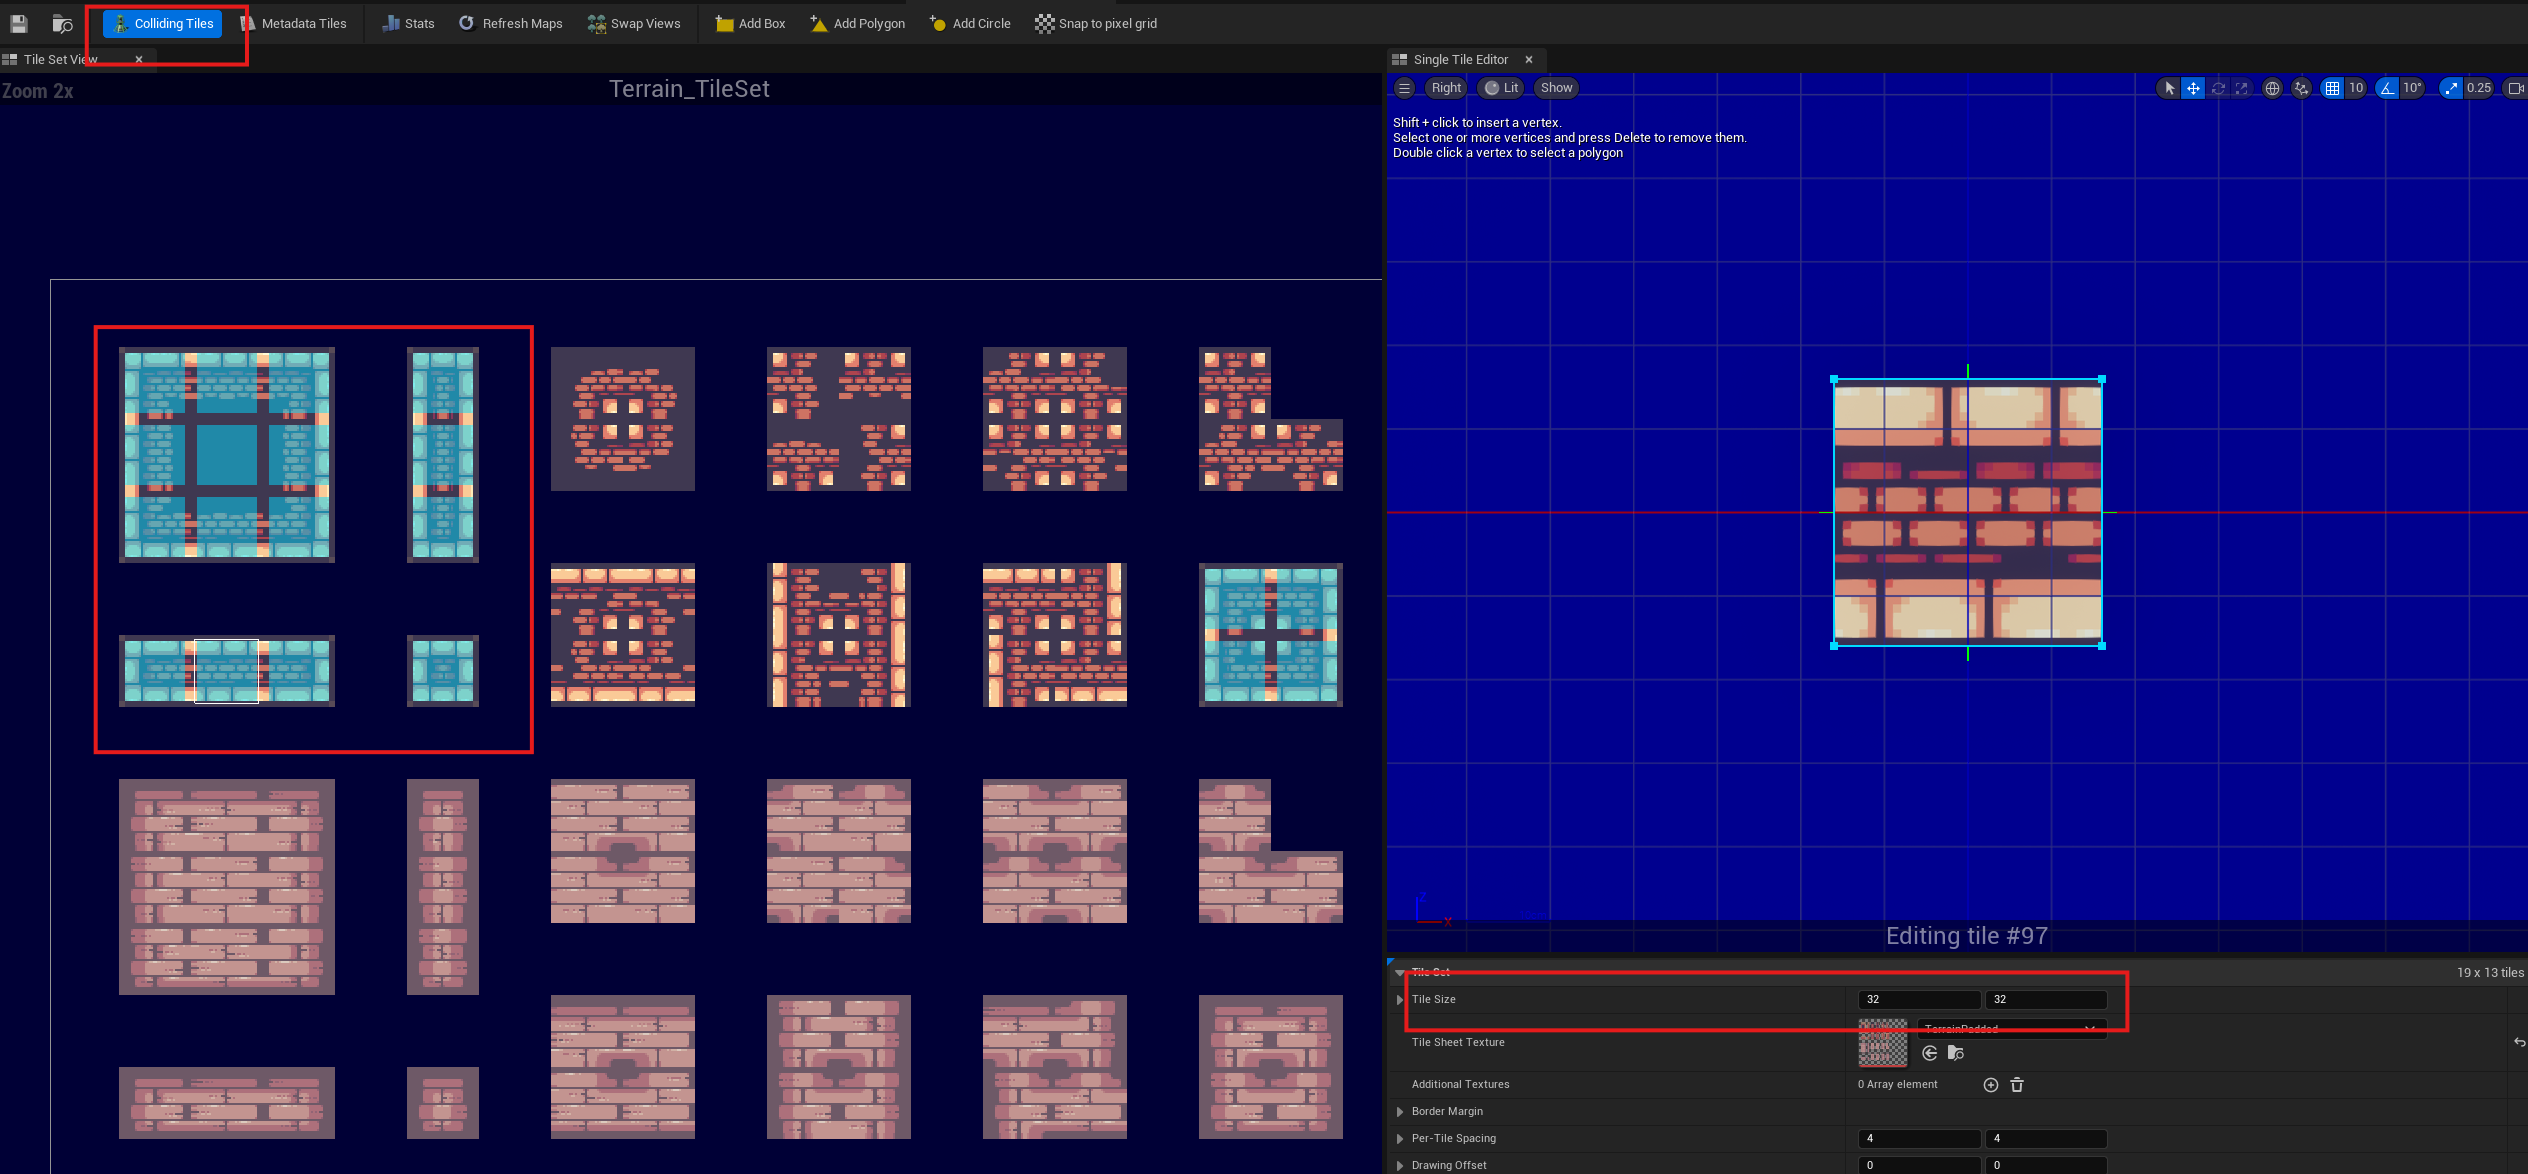 Colliding Tiles Metadata Tiles Stats Refresh Maps Swap Views Add Box Add Polygon Add Circle Snap to pixel grid
Tile Set View
Zoom 2x
Terrain_TileSet
Single Tile Editor
Right Lit Show 10 10° 0.25
Shift + click to insert a vertex.
Select one or more vertices and press Delete to remove them.
Double click a vertex to select a polygon
Z
X
Editing tile #97
Tile Set 19 x 13 tiles
Tile Size 32 32
Tile Sheet Texture TerrainPadded
Additional Textures 0 Array element
Border Margin
Per-Tile Spacing 4 4
Drawing Offset 0 0